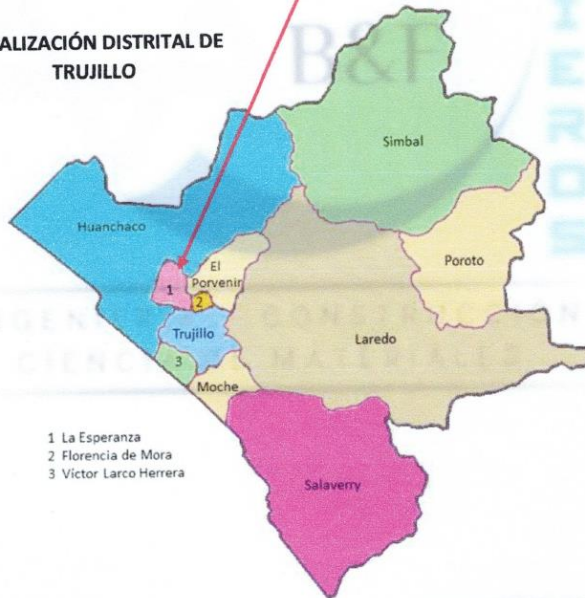 ALIZACIÓN DISTRITAL DE
TRUJILLO
B&F
Simbal
Huanchaco
El
Porvenir
Poroto
1
2
Trujillo
Laredo
3
Moche
1 La Esperanza
2 Florencia de Mora
3 Víctor Larco Herrera
Salaverry